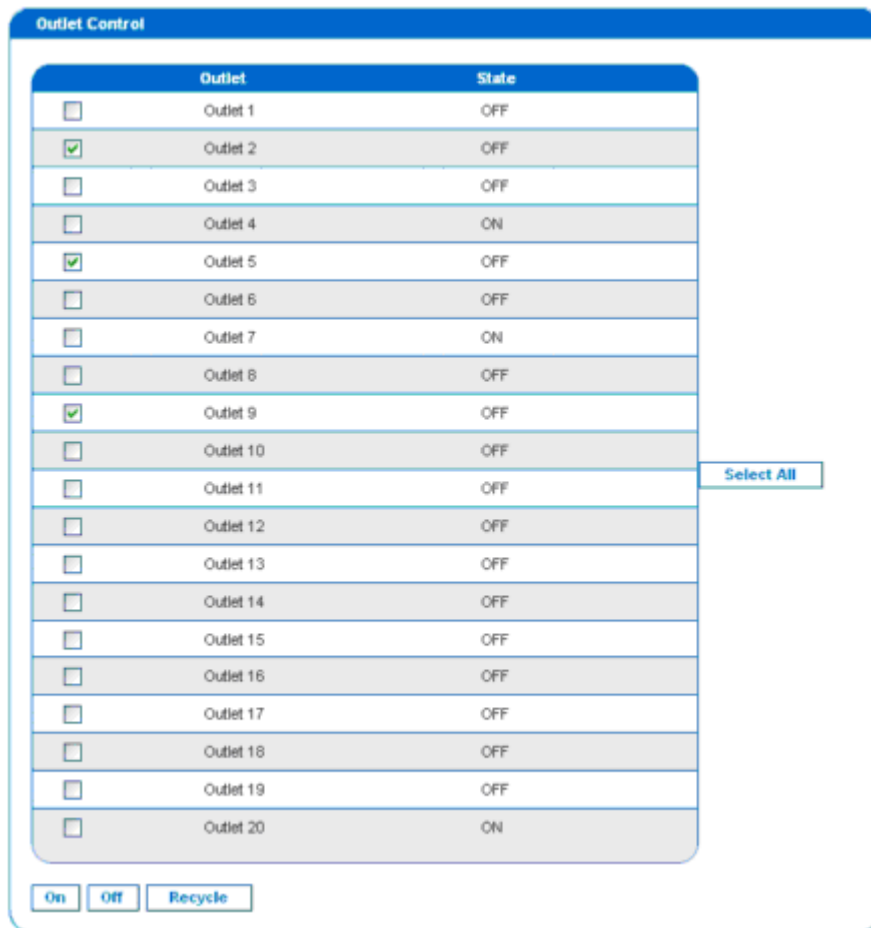 Outlet Control
Outlet State
Outlet 1 OFF
Outlet 2 OFF
Outlet 3 OFF
Outlet 4 ON
Outlet 5 OFF
Outlet 6 OFF
Outlet 7 ON
Outlet 8 OFF
Outlet 9 OFF
Outlet 10 OFF
Outlet 11 OFF
Select All
Outlet 12 OFF
Outlet 13 OFF
Outlet 14 OFF
Outlet 15 OFF
Outlet 16 OFF
Outlet 17 OFF
Outlet 18 OFF
Outlet 19 OFF
Outlet 20 ON
On Off Recycle